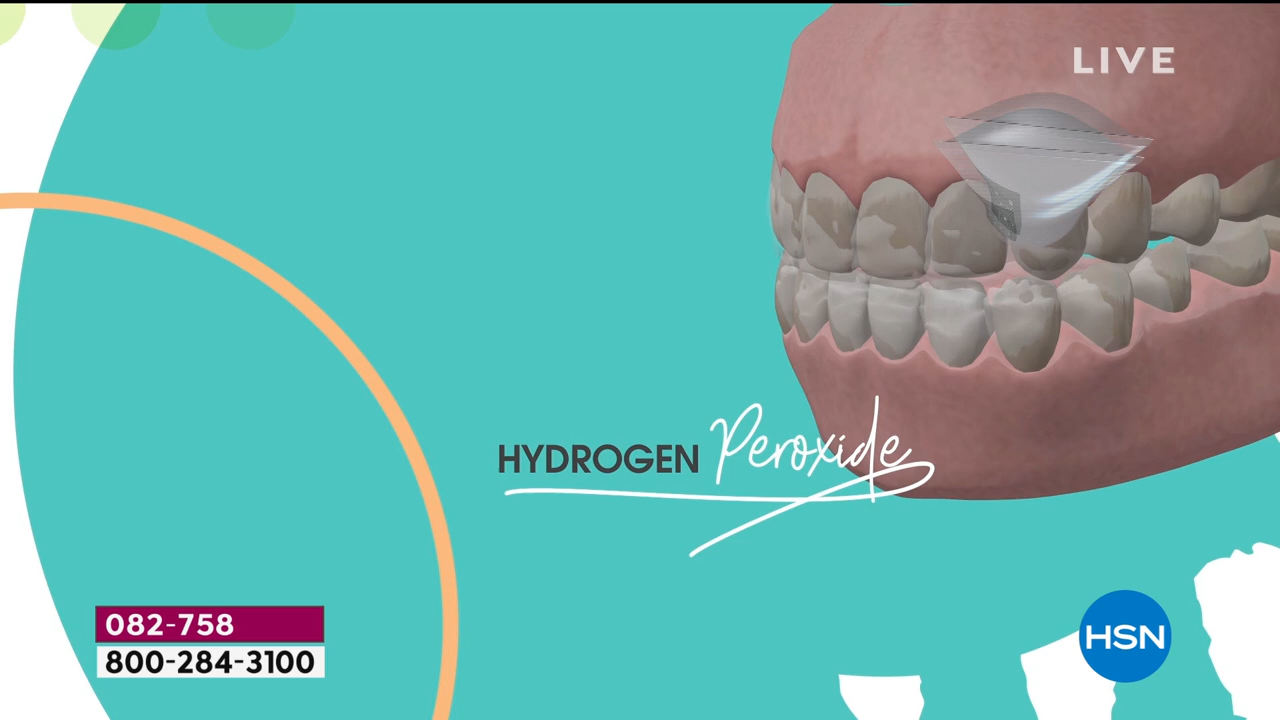 LIVE
HYDROGEN Peroxide
082-758
800-284-3100
HSN